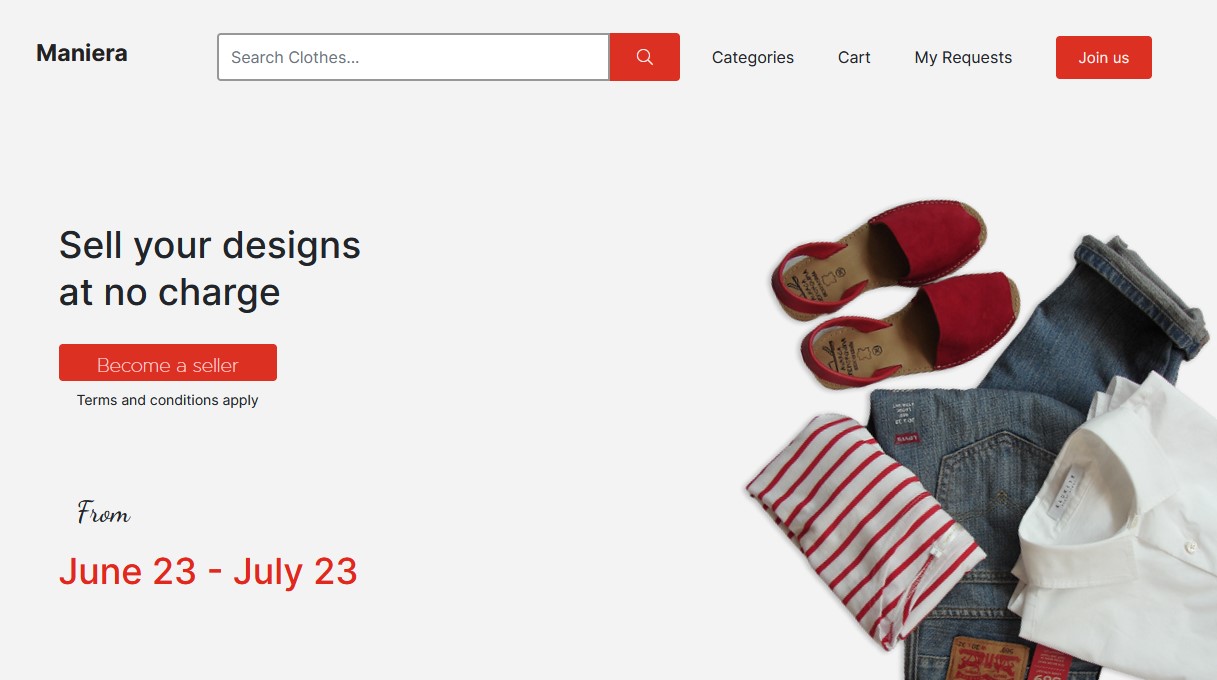 Maniera
Search Clothes...
Categories
Cart
My Requests
Join us
Sell your designs
at no charge
Become a seller
Terms and conditions apply
From
June 23 - July 23
LEVI'S